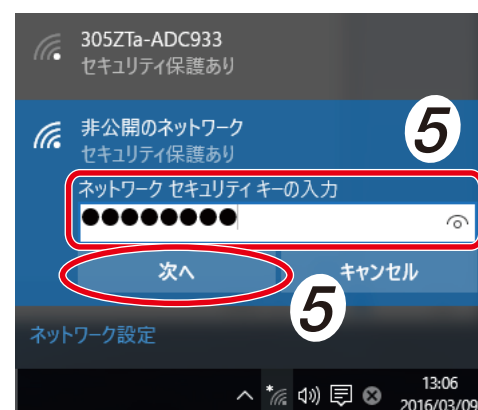 305ZTa-ADC933
セキュリティ保護あり
非公開のネットワーク
セキュリティ保護あり
5
ネットワーク セキュリティ キーの入力
●●●●●●●●
次へ
キャンセル
5
ネットワーク設定
13:06
2016/03/09